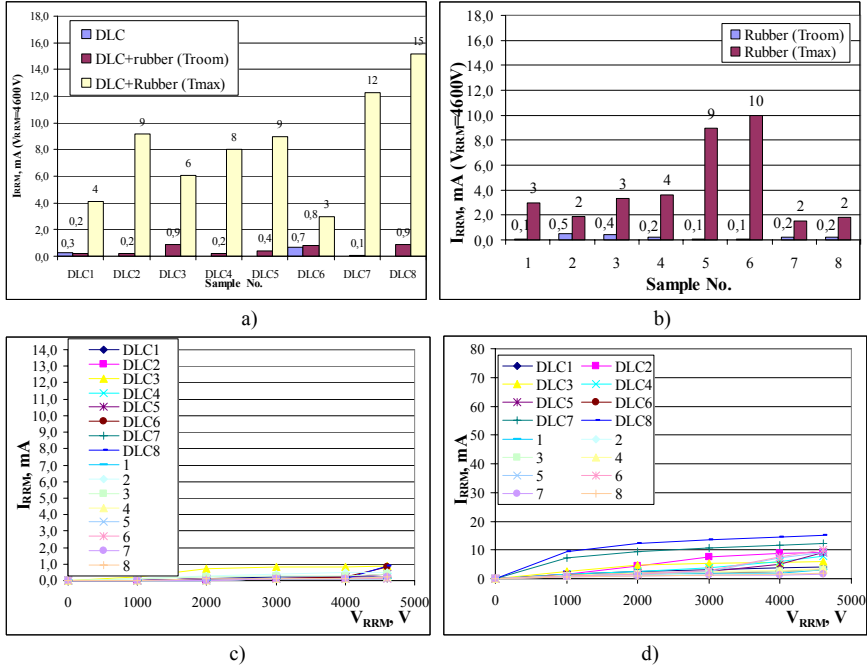 18,0
16,0
14,0
12,0
10,0
8,0
6,0
4,0
2,0
0,0
IRRM, mA (VRRM=4600V)
DLC
DLC+rubber (Troom)
DLC+Rubber (Tmax)
0,3
0,2
4
0,2
9
0,9
6
0,2
8
0,4
9
0,7
0,8
3
0,1
12
0,9
15
DLC1 DLC2 DLC3 DLC4 DLC5 DLC6 DLC7 DLC8
Sample No.
a)
18,0
16,0
14,0
12,0
10,0
8,0
6,0
4,0
2,0
0,0
IRRM, mA (VRRM=4600V)
Rubber (Troom)
Rubber (Tmax)
0,1
3
0,5
2
0,4
3
0,2
4
0,1
9
0,1
10
0,2
2
0,2
2
1 2 3 4 5 6 7 8
Sample No.
b)
14,0
13,0
12,0
11,0
10,0
9,0
8,0
7,0
6,0
5,0
4,0
3,0
2,0
1,0
0,0
IRRM, mA
DLC1
DLC2
DLC3
DLC4
DLC5
DLC6
DLC7
DLC8
1
2
3
4
5
6
7
8
0 1000 2000 3000 4000 5000
VRRM, V
c)
80
70
60
50
40
30
20
10
0
IRRM, mA
DLC1 DLC2
DLC3 DLC4
DLC5 DLC6
DLC7 DLC8
1 2
3 4
5 6
7 8
0 1000 2000 3000 4000 5000
VRRM, V
d)